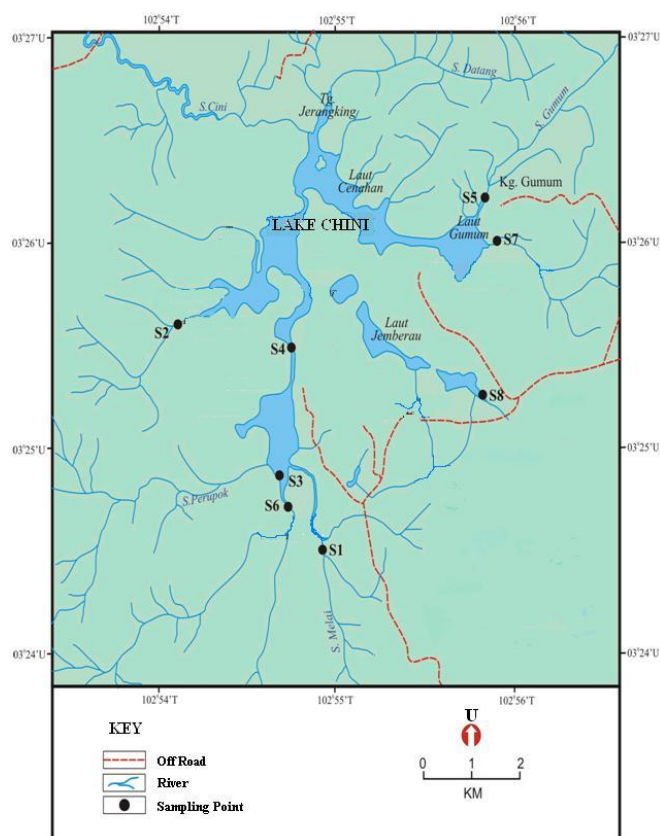 102°54'T 102°55'T 102°56'T
03°27'U 03°27'U
S. Datang
Tg.
Jerangking
S.Cini
S. Gumum
Laut
Cenahan
S5
Kg. Gumum
LAKE CHINI
Laut
Gumum
S7
03°26'U 03°26'U
S2
Laut
Jemberau
S4
S8
03°25'U 03°25'U
S3
S.Perupok
S6
S1
S. Melai
03°24'U 03°24'U
102°54'T 102°55'T 102°56'T
KEY
U
Off Road
River
Sampling Point
0 1 2
KM